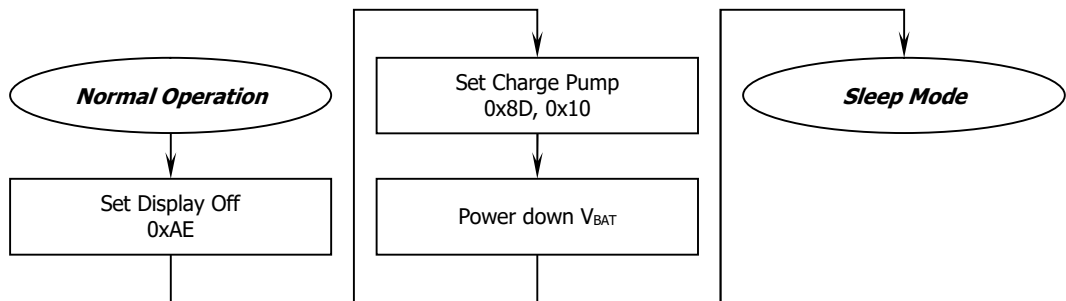 Normal Operation
Set Display Off
0xAE
Set Charge Pump
0x8D, 0x10
Power down VBAT
Sleep Mode